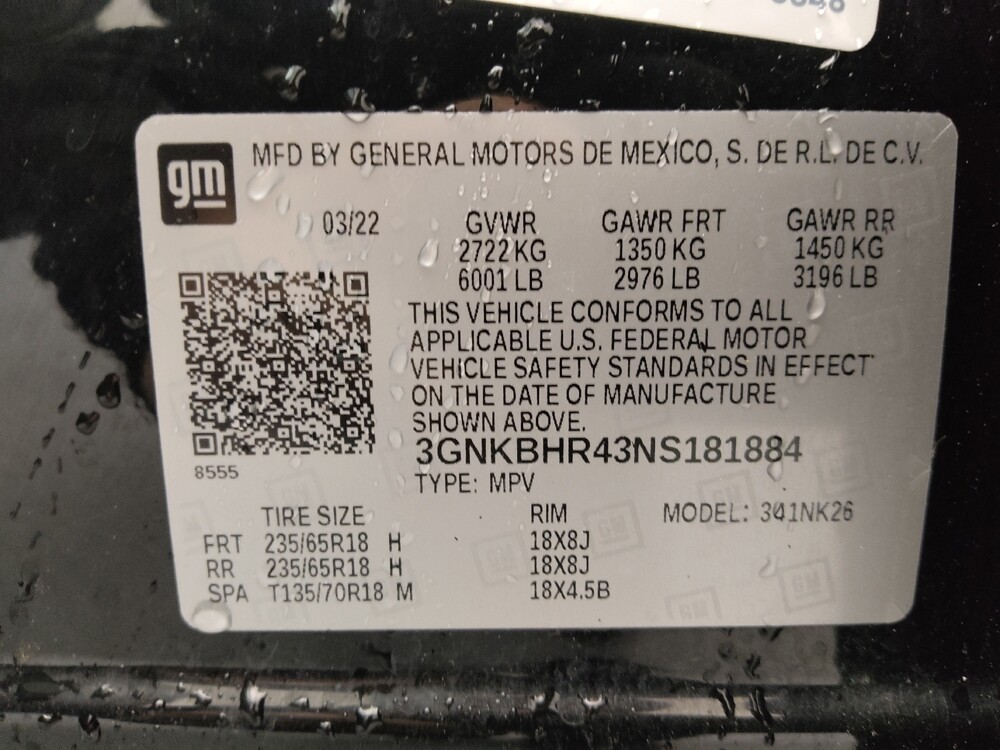 gm
MFD BY GENERAL MOTORS DE MEXICO, S. DE R.L. DE C.V.
03/22 GVWR GAWR FRT GAWR RR
2722 KG 1350 KG 1450 KG
6001 LB 2976 LB 3196 LB
THIS VEHICLE CONFORMS TO ALL
APPLICABLE U.S. FEDERAL MOTOR
VEHICLE SAFETY STANDARDS IN EFFECT
ON THE DATE OF MANUFACTURE
SHOWN ABOVE.
3GNKBHR43NS181884
8555
TYPE: MPV
TIRE SIZE RIM MODEL: 301NK26
FRT 235/65R18 H 18X8J
RR 235/65R18 H 18X8J
SPA T135/70R18 M 18X4.5B